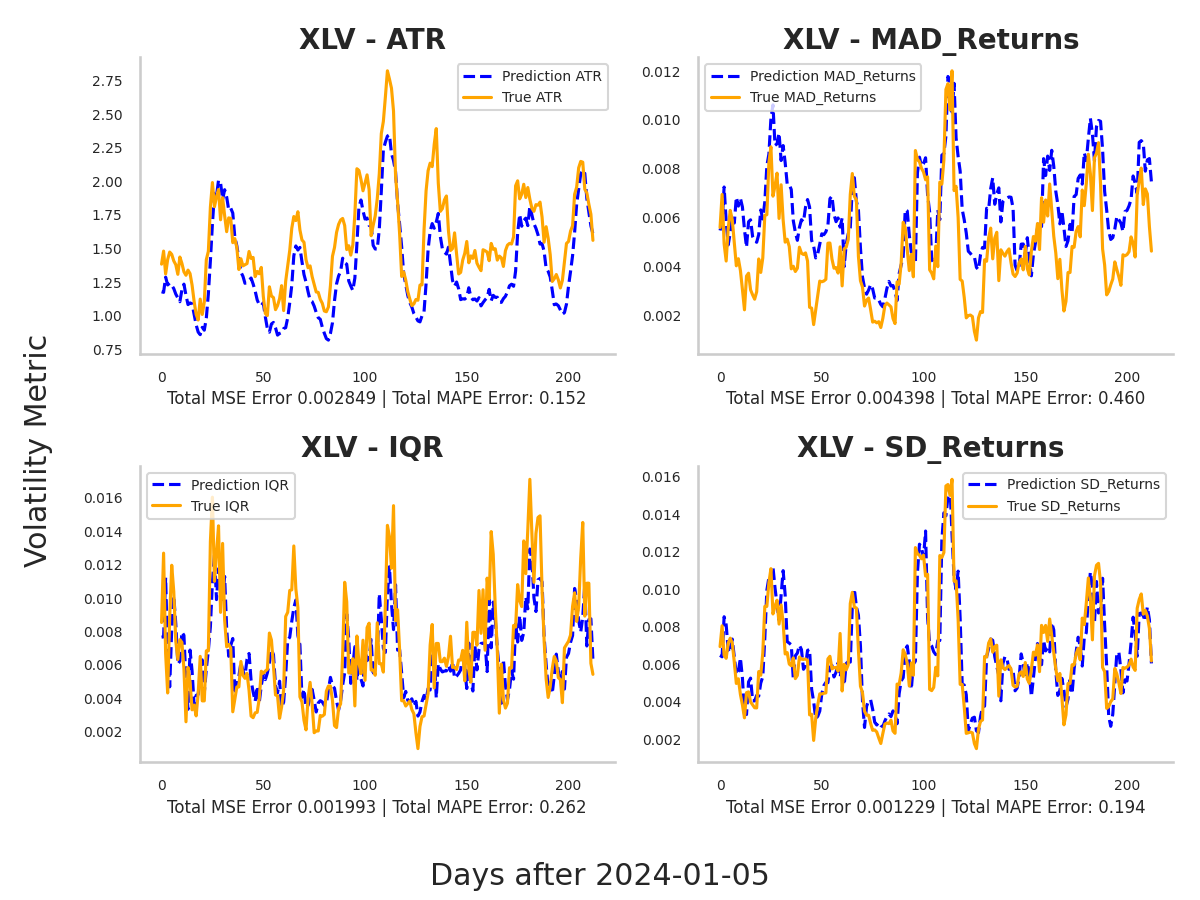 XLV - ATR
2.75
2.50
2.25
2.00
1.75
1.50
1.25
1.00
0.75
Prediction ATR
True ATR
0 50 100 150 200
Total MSE Error 0.002849 | Total MAPE Error: 0.152
XLV - MAD_Returns
0.012
0.010
0.008
0.006
0.004
0.002
Prediction MAD_Returns
True MAD_Returns
0 50 100 150 200
Total MSE Error 0.004398 | Total MAPE Error: 0.460
Volatility Metric
XLV - IQR
0.016
0.014
0.012
0.010
0.008
0.006
0.004
0.002
Prediction IQR
True IQR
0 50 100 150 200
Total MSE Error 0.001993 | Total MAPE Error: 0.262
XLV - SD_Returns
0.016
0.014
0.012
0.010
0.008
0.006
0.004
0.002
Prediction SD_Returns
True SD_Returns
0 50 100 150 200
Total MSE Error 0.001229 | Total MAPE Error: 0.194
Days after 2024-01-05